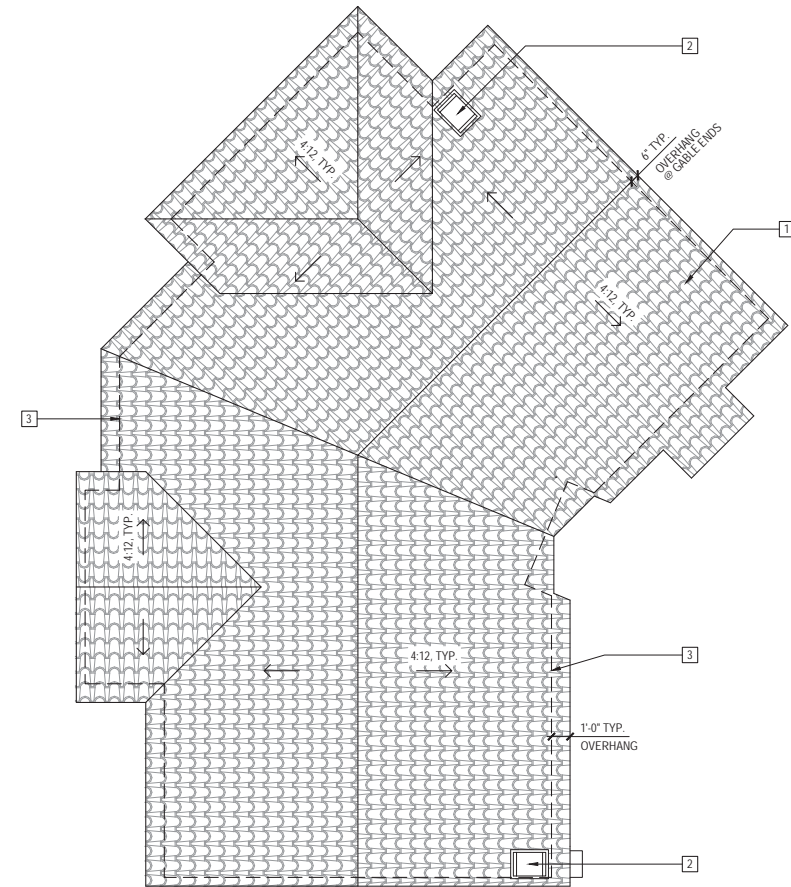 2
6" TYP.
OVERHANG
@ GABLE ENDS
4:12, TYP.
1
4:12, TYP.
3
4:12, TYP.
4:12, TYP.
3
1'-0" TYP.
OVERHANG
2